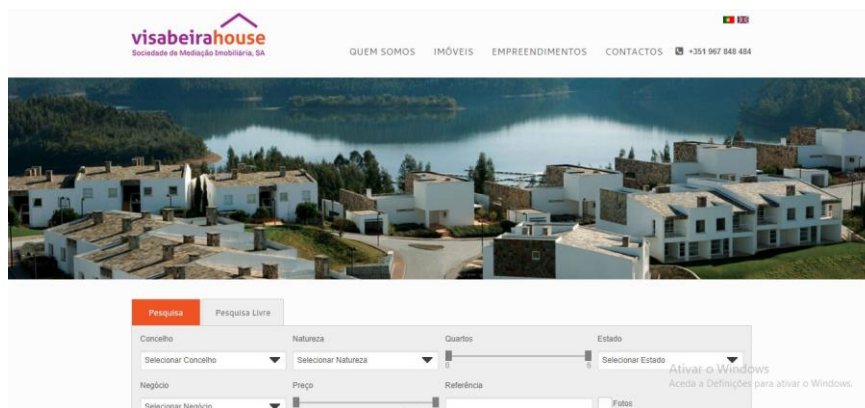 visabeirahouse
Sociedade de Mediação Imobiliária, SA
QUEM SOMOS IMÓVEIS EMPREENDIMENTOS CONTACTOS +351 967 848 484
Pesquisa Pesquisa Livre
Concelho Natureza Quartos Estado
Selecionar Concelho Selecionar Natureza 0 6 Selecionar Estado
Ativar o Windows
Aceda a Definições para ativar o Windows.
Negócio Preço Referência
Selecionar Negócio Fotos